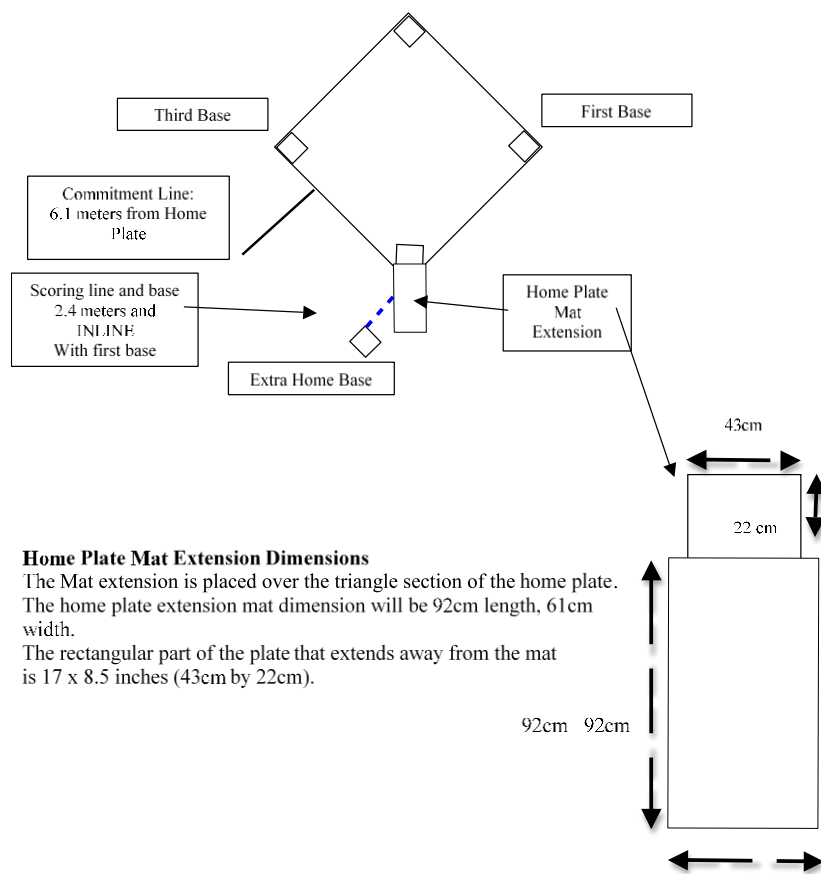 Third Base
First Base
Commitment Line:
6.1 meters from Home
Plate
Scoring line and base
2.4 meters and
INLINE
With first base
Home Plate
Mat
Extension
Extra Home Base
43cm
22 cm
Home Plate Mat Extension Dimensions
The Mat extension is placed over the triangle section of the home plate.
The home plate extension mat dimension will be 92cm length, 61cm
width.
The rectangular part of the plate that extends away from the mat
is 17 x 8.5 inches (43cm by 22cm).
92cm 92cm